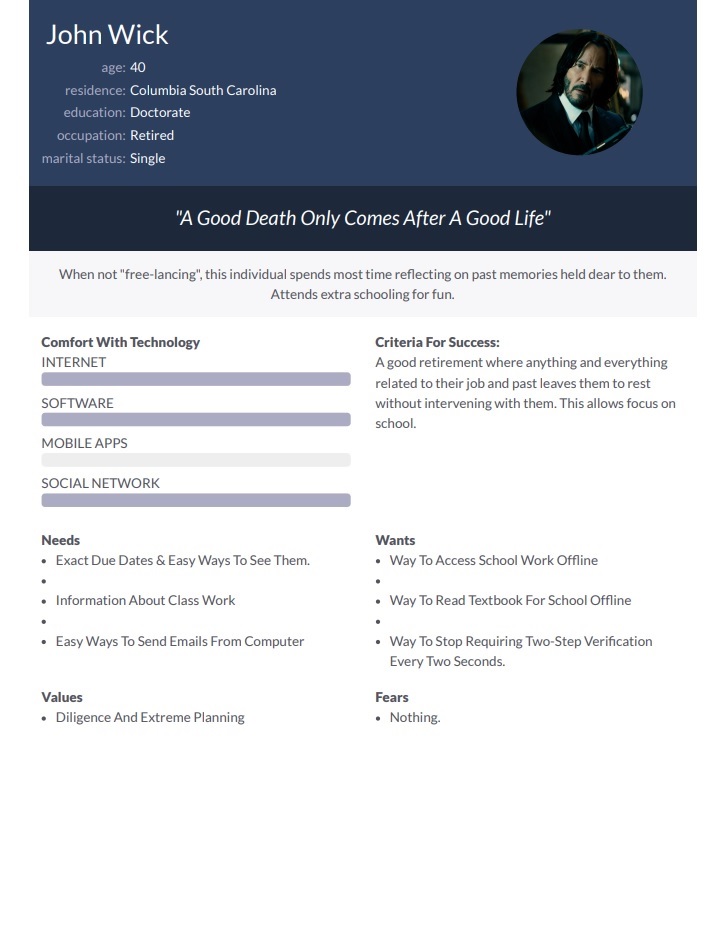 John Wick
age: 40
residence: Columbia South Carolina
education: Doctorate
occupation: Retired
marital status: Single
"A Good Death Only Comes After A Good Life"
When not "free-lancing", this individual spends most time reflecting on past memories held dear to them.
Attends extra schooling for fun.
Comfort With Technology
INTERNET
SOFTWARE
MOBILE APPS
SOCIAL NETWORK
Criteria For Success:
A good retirement where anything and everything
related to their job and past leaves them to rest
without intervening with them. This allows focus on
school.
Needs
• Exact Due Dates & Easy Ways To See Them.
•
• Information About Class Work
•
• Easy Ways To Send Emails From Computer
Wants
• Way To Access School Work Offline
•
• Way To Read Textbook For School Offline
•
• Way To Stop Requiring Two-Step Verification
Every Two Seconds.
Values
• Diligence And Extreme Planning
Fears
• Nothing.